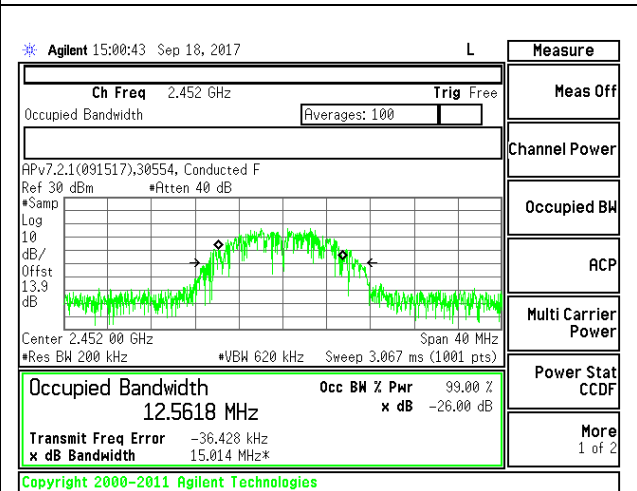 Agilent 15:00:43 Sep 18, 2017 L
Measure
Ch Freq 2.452 GHz Trig Free
Occupied Bandwidth Averages: 100
Meas Off
Channel Power
APv7.2.1(091517),30554, Conducted F
Ref 30 dBm #Atten 40 dB
#Samp
Log
10
dB/
Offst
13.9
dB
Occupied BW
ACP
Multi Carrier
Power
Center 2.452 00 GHz Span 40 MHz
#Res BW 200 kHz #VBW 620 kHz Sweep 3.067 ms (1001 pts)
Occupied Bandwidth Occ BW % Pwr 99.00 %
12.5618 MHz x dB -26.00 dB
Transmit Freq Error -36.428 kHz
x dB Bandwidth 15.014 MHz*
Power Stat
CCDF
More
1 of 2
Copyright 2000-2011 Agilent Technologies